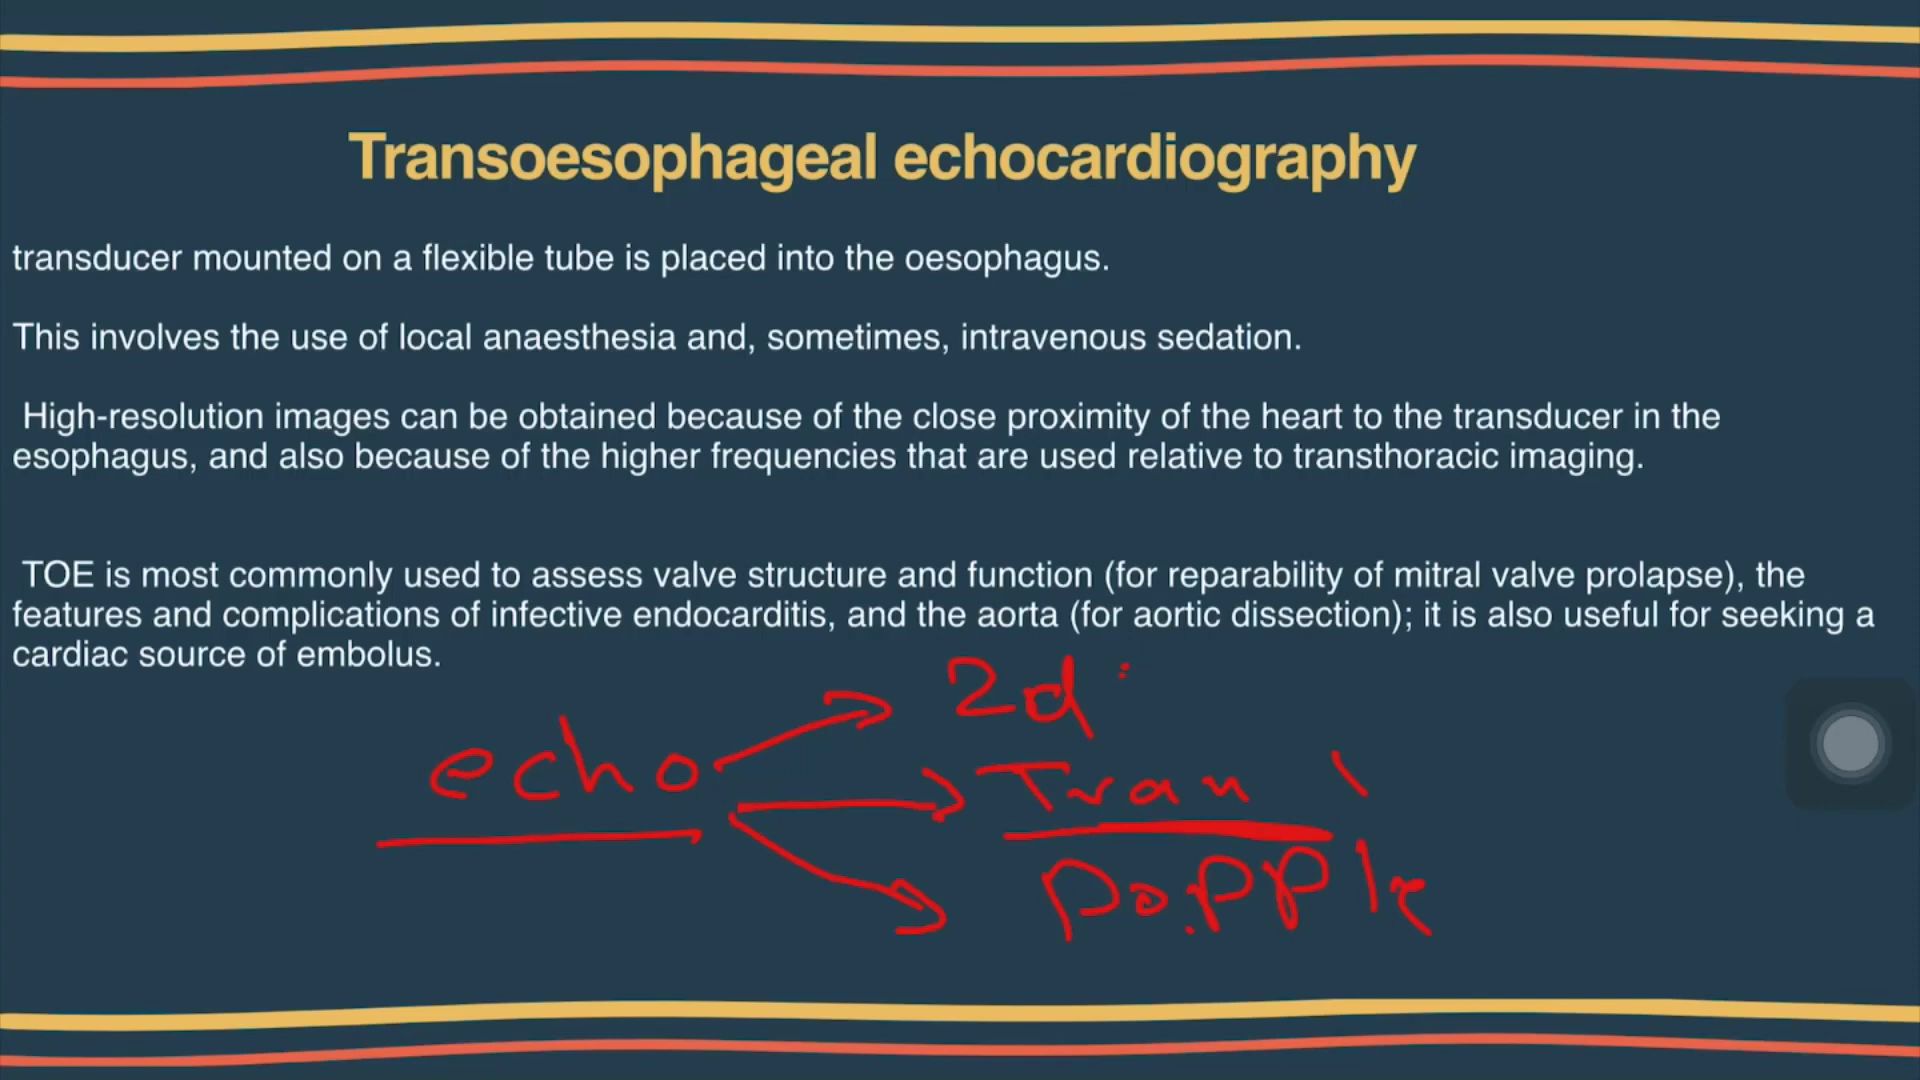 Transoesophageal echocardiography
transducer mounted on a flexible tube is placed into the oesophagus.
This involves the use of local anaesthesia and, sometimes, intravenous sedation.
High-resolution images can be obtained because of the close proximity of the heart to the transducer in the
esophagus, and also because of the higher frequencies that are used relative to transthoracic imaging.
TOE is most commonly used to assess valve structure and function (for reparability of mitral valve prolapse), the
features and complications of infective endocarditis, and the aorta (for aortic dissection); it is also useful for seeking a
cardiac source of embolus.
2d
echo
Tran